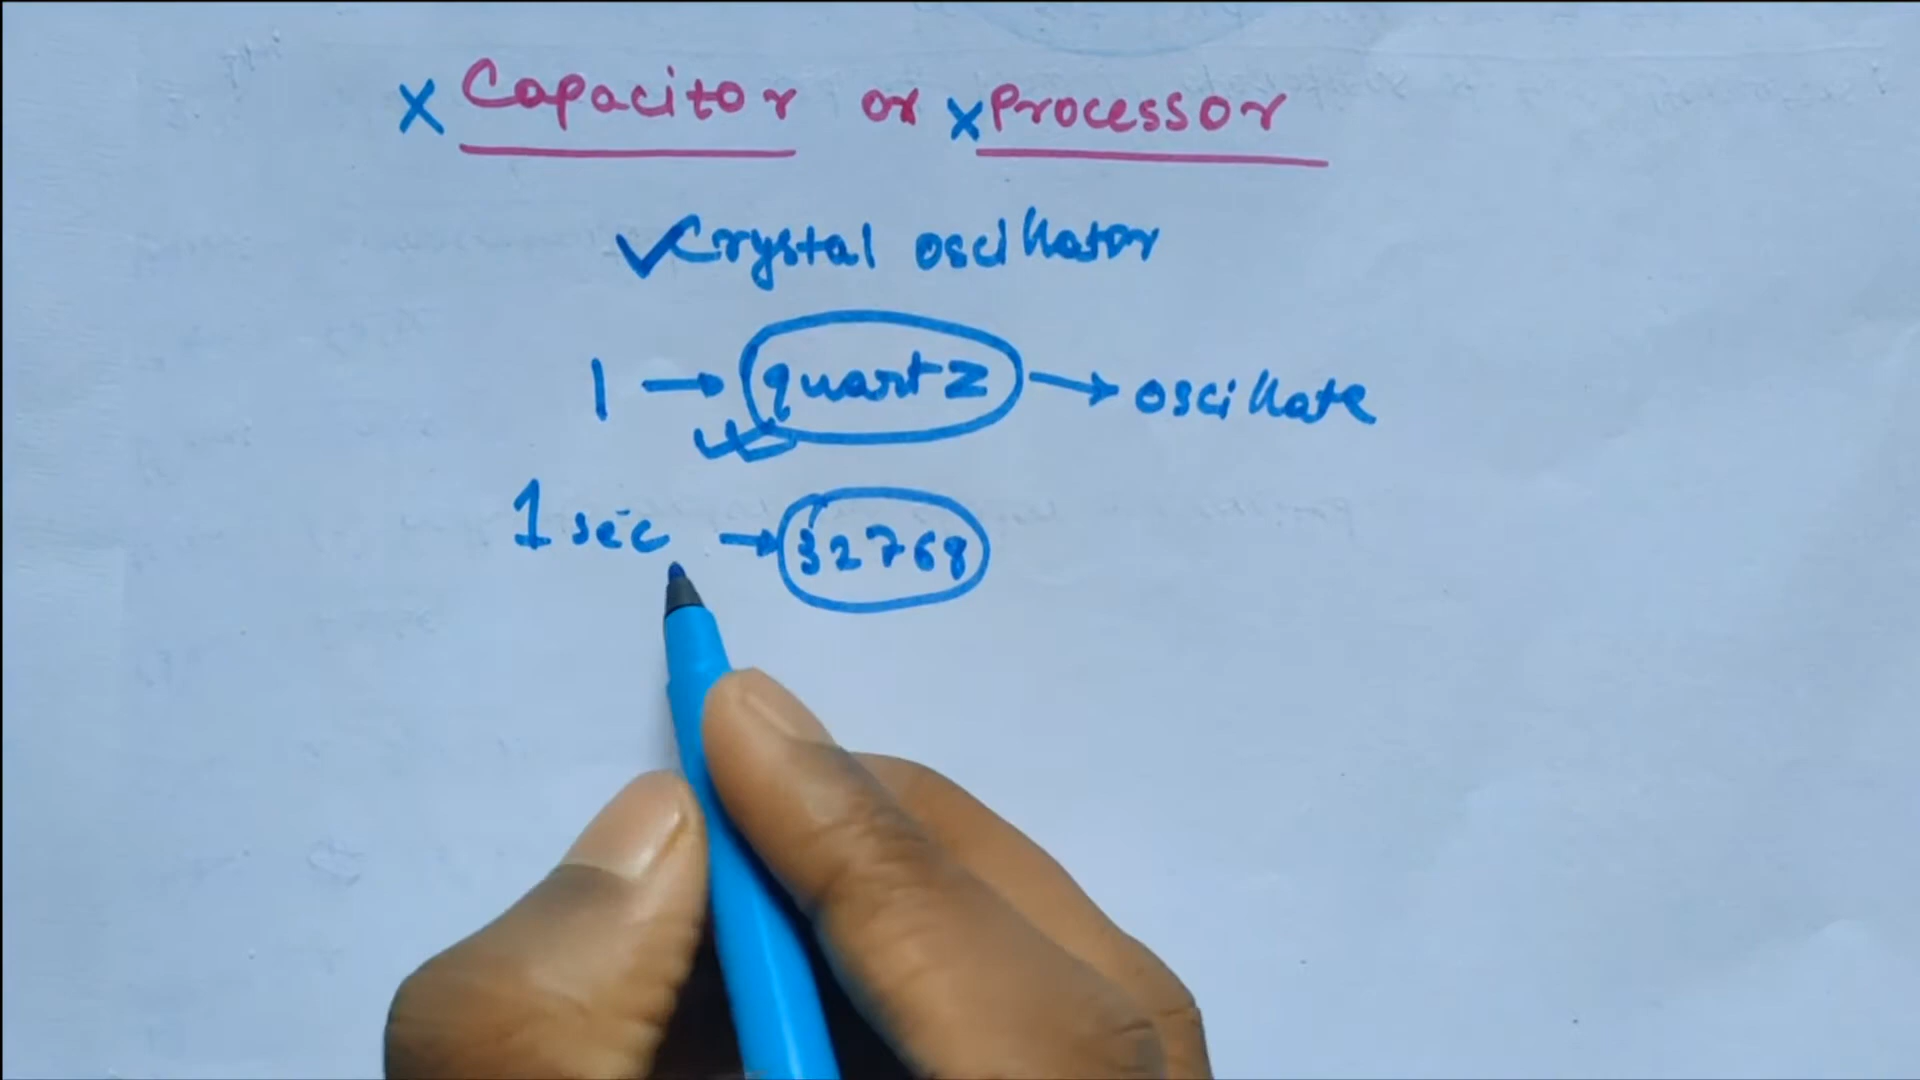 x Capacitor or x Processor
✓ Crystal oscillator
1 → quartz → oscillate
1 sec → 32768